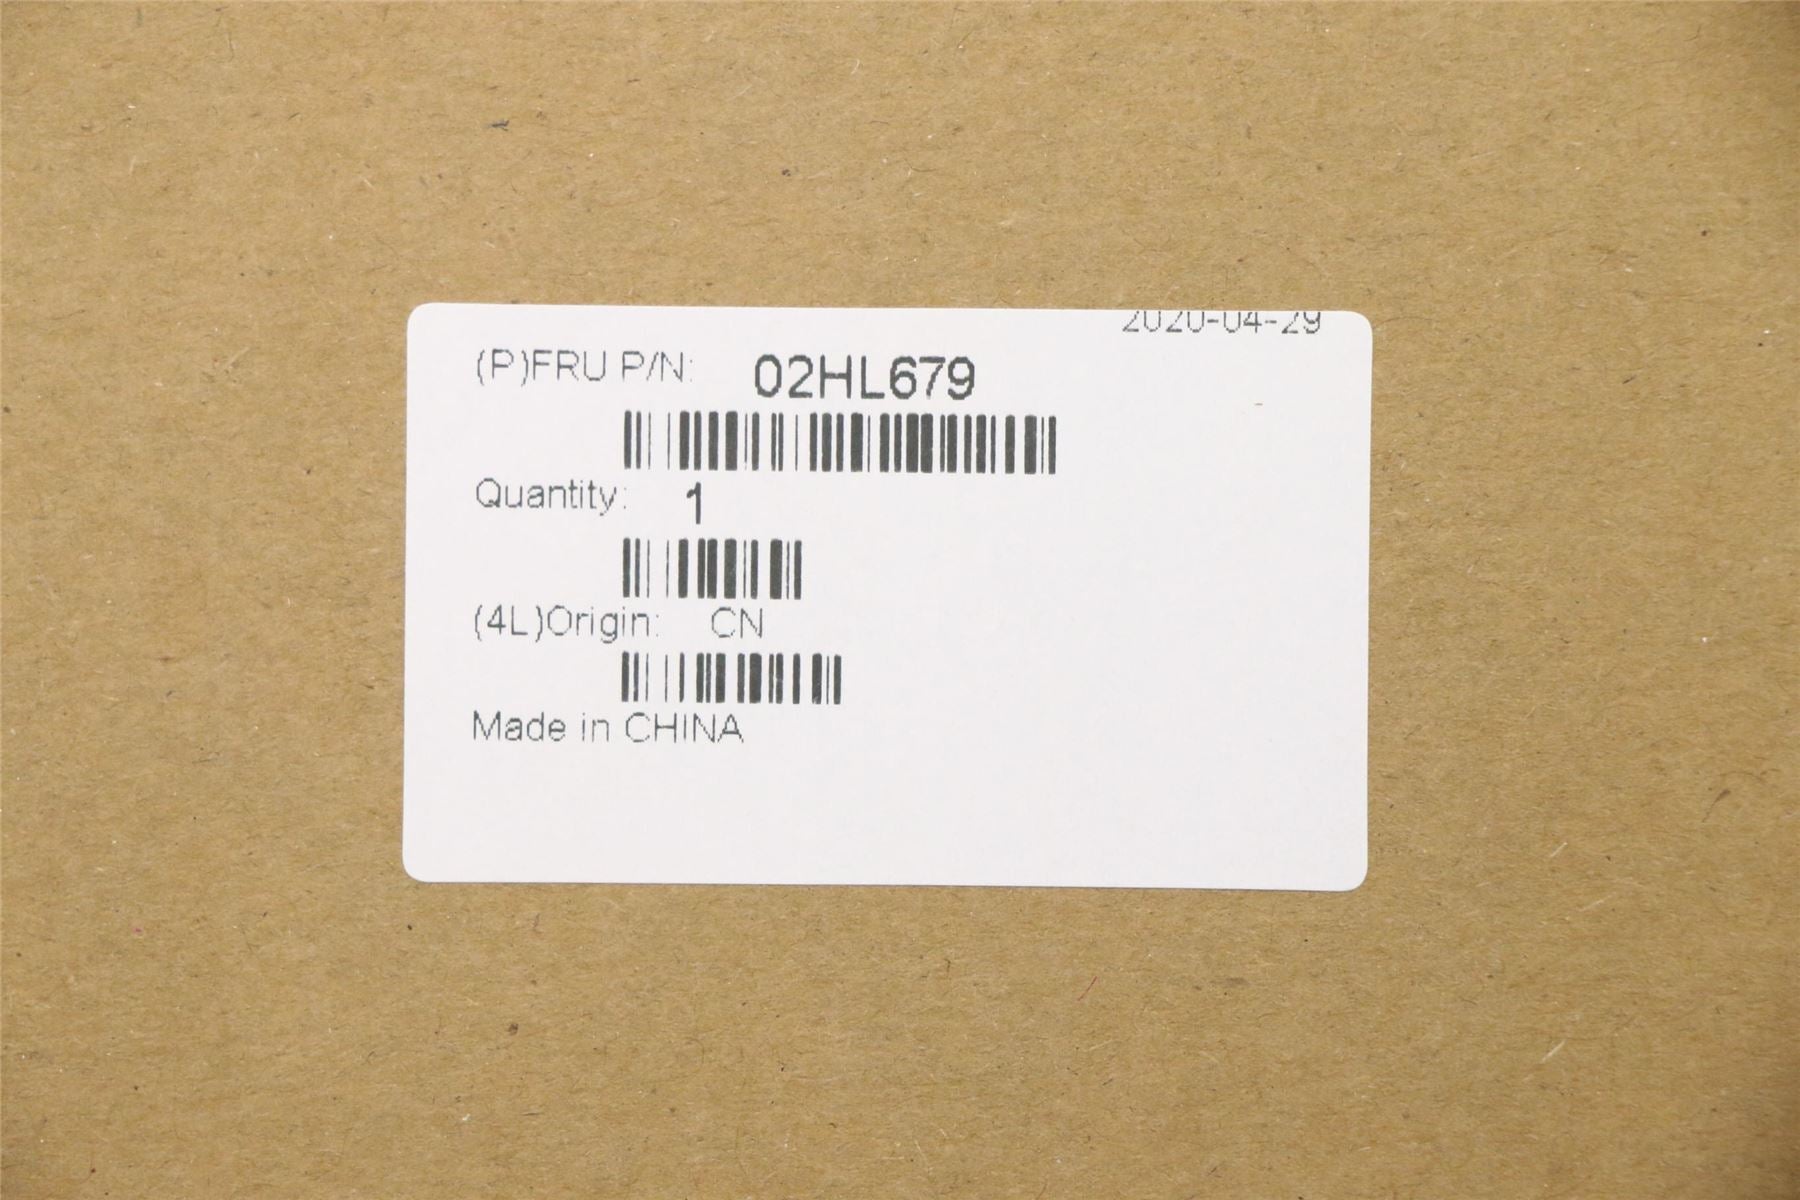 2020-04-29
(P)FRU P/N: 02HL679
Quantity: 1
(4L)Origin: CN
Made in CHINA